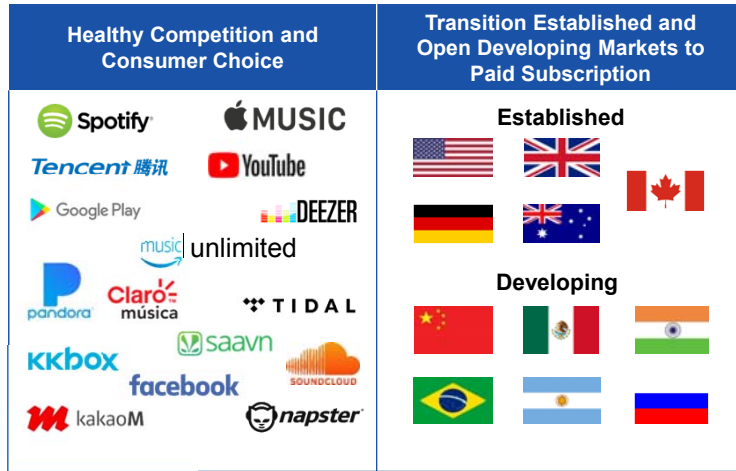 Healthy Competition and
Consumer Choice
Transition Established and
Open Developing Markets to
Paid Subscription
Spotify
MUSIC
Tencent 腾讯
YouTube
Google Play
DEEZER
music unlimited
pandora
Claro
música
TIDAL
saavn
KKBOX
SOUNDCLOUD
facebook
kakaoM
napster
Established
Developing